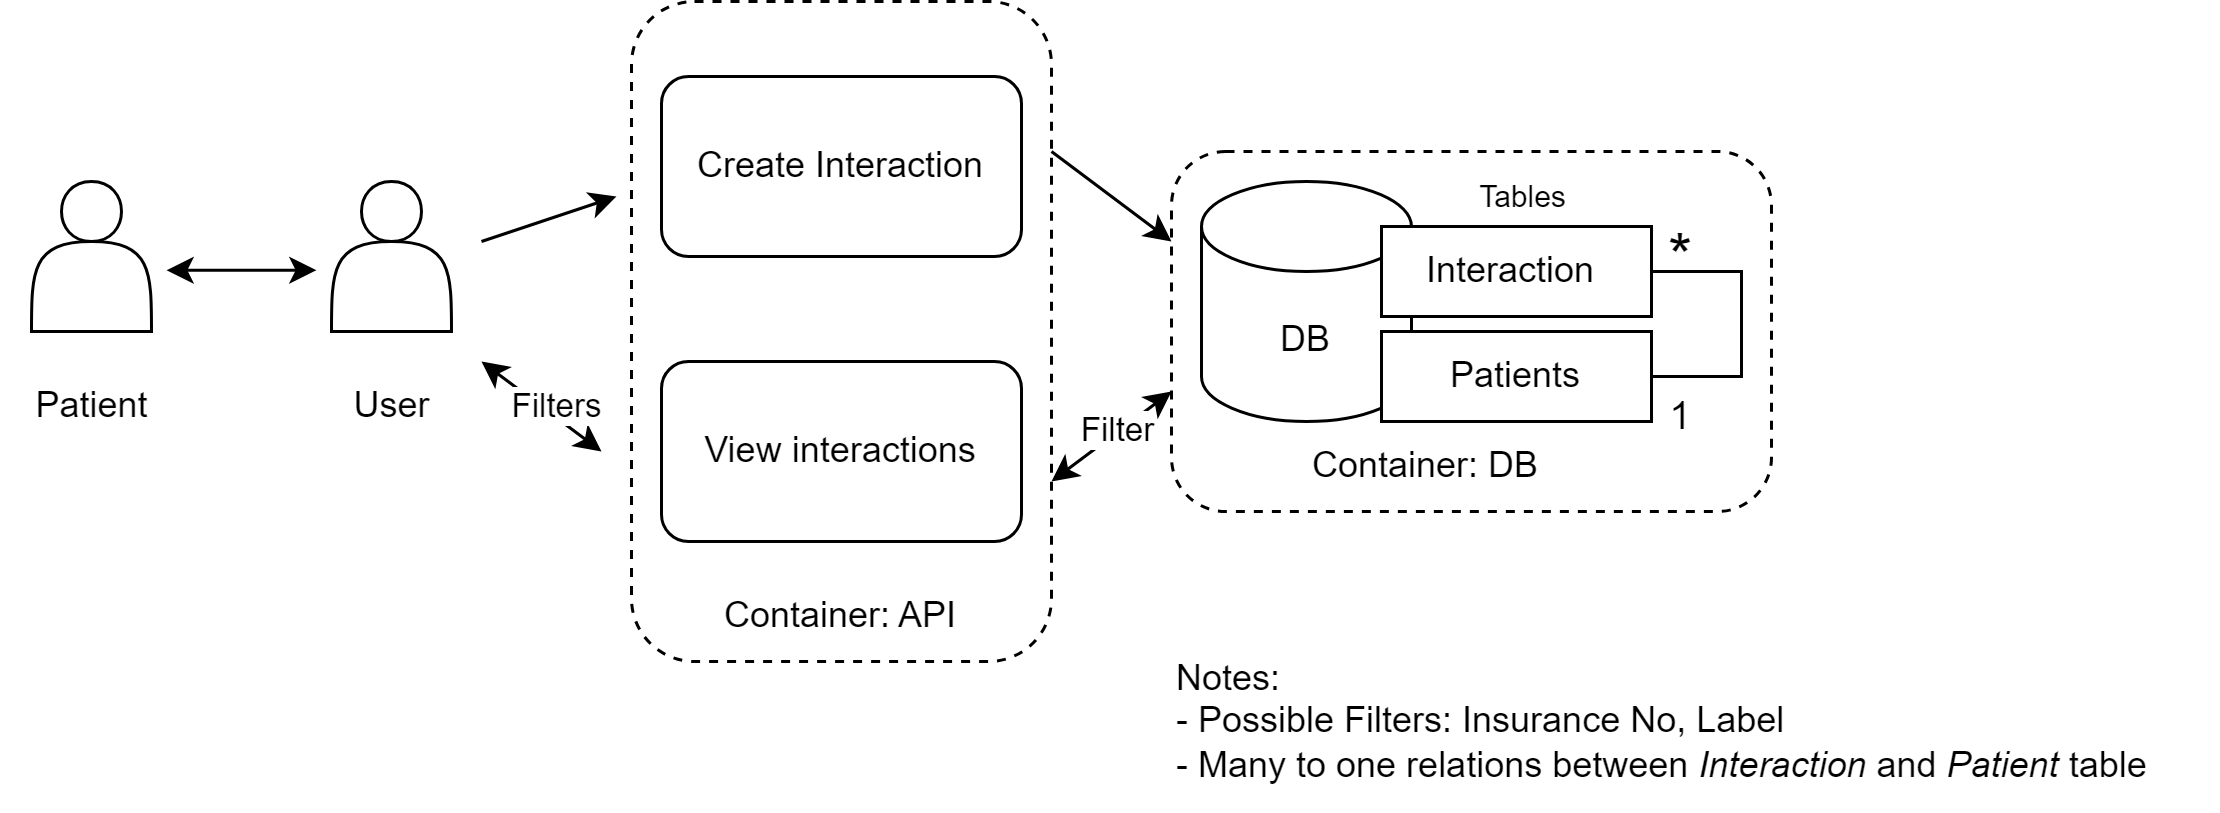 Patient
User
Filters
Create Interaction
View interactions
Container: API
Filter
Tables
DB
Interaction
*
Patients
1
Container: DB
Notes:
- Possible Filters: Insurance No, Label
- Many to one relations between Interaction and Patient table